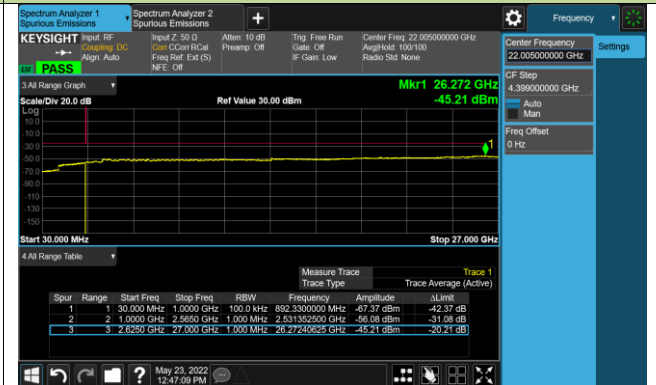 Spectrum Analyzer 1
Spurious Emissions
Spectrum Analyzer 2
Spurious Emissions
+
Frequency
KEYSIGHT Input: RF
Coupling: DC
Align: Auto
Input Z: 50 Ω
Corr CCorr RCal
Freq Ref: Ext (S)
NFE: Off
Atten: 10 dB
Preamp: Off
Trig: Free Run
Gate: Off
IF Gain: Low
Center Freq: 22.005000000 GHz
Avg|Hold: 100/100
Radio Std: None
PASS
Center Frequency
22.005000000 GHz
Settings
CF Step
4.399000000 GHz
Auto
Man
Freq Offset
0 Hz
3 All Range Graph
Mkr1 26.272 GHz
Scale/Div 20.0 dB
Ref Value 30.00 dBm
-45.21 dBm
Log
10.0
-10.0
-30.0
-50.0
-70.0
-90.0
-110
-130
-150
1
Start 30.000 MHz
Stop 27.000 GHz
4 All Range Table
Measure Trace Trace 1
Trace Type Trace Average (Active)
Spur Range Start Freq Stop Freq RBW Frequency Amplitude ΔLimit
1 1 30.000 MHz 1.0000 GHz 100.0 kHz 892.3300000 MHz -67.37 dBm -42.37 dB
2 2 1.0000 GHz 2.5650 GHz 1.000 MHz 2.531352500 GHz -56.08 dBm -31.08 dB
3 3 2.6250 GHz 27.000 GHz 1.000 MHz 26.27240625 GHz -45.21 dBm -20.21 dB
?
May 23, 2022
12:47:09 PM